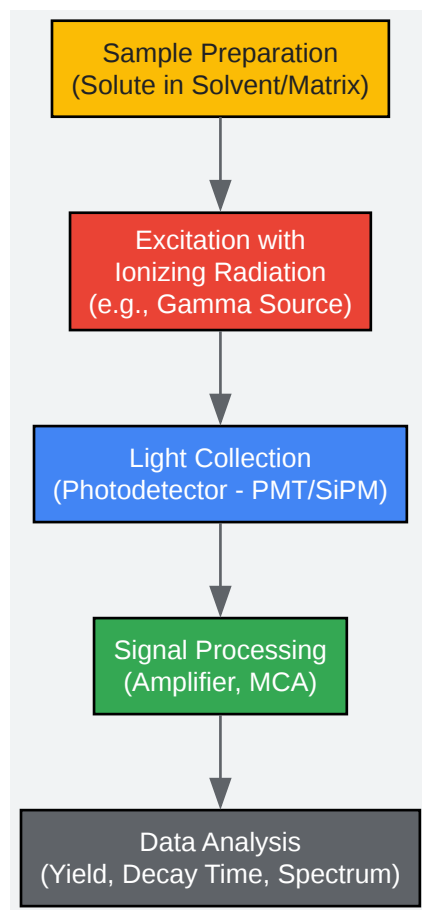 Sample Preparation
(Solute in Solvent/Matrix)
Excitation with
Ionizing Radiation
(e.g., Gamma Source)
Light Collection
(Photodetector - PMT/SiPM)
Signal Processing
(Amplifier, MCA)
Data Analysis
(Yield, Decay Time, Spectrum)